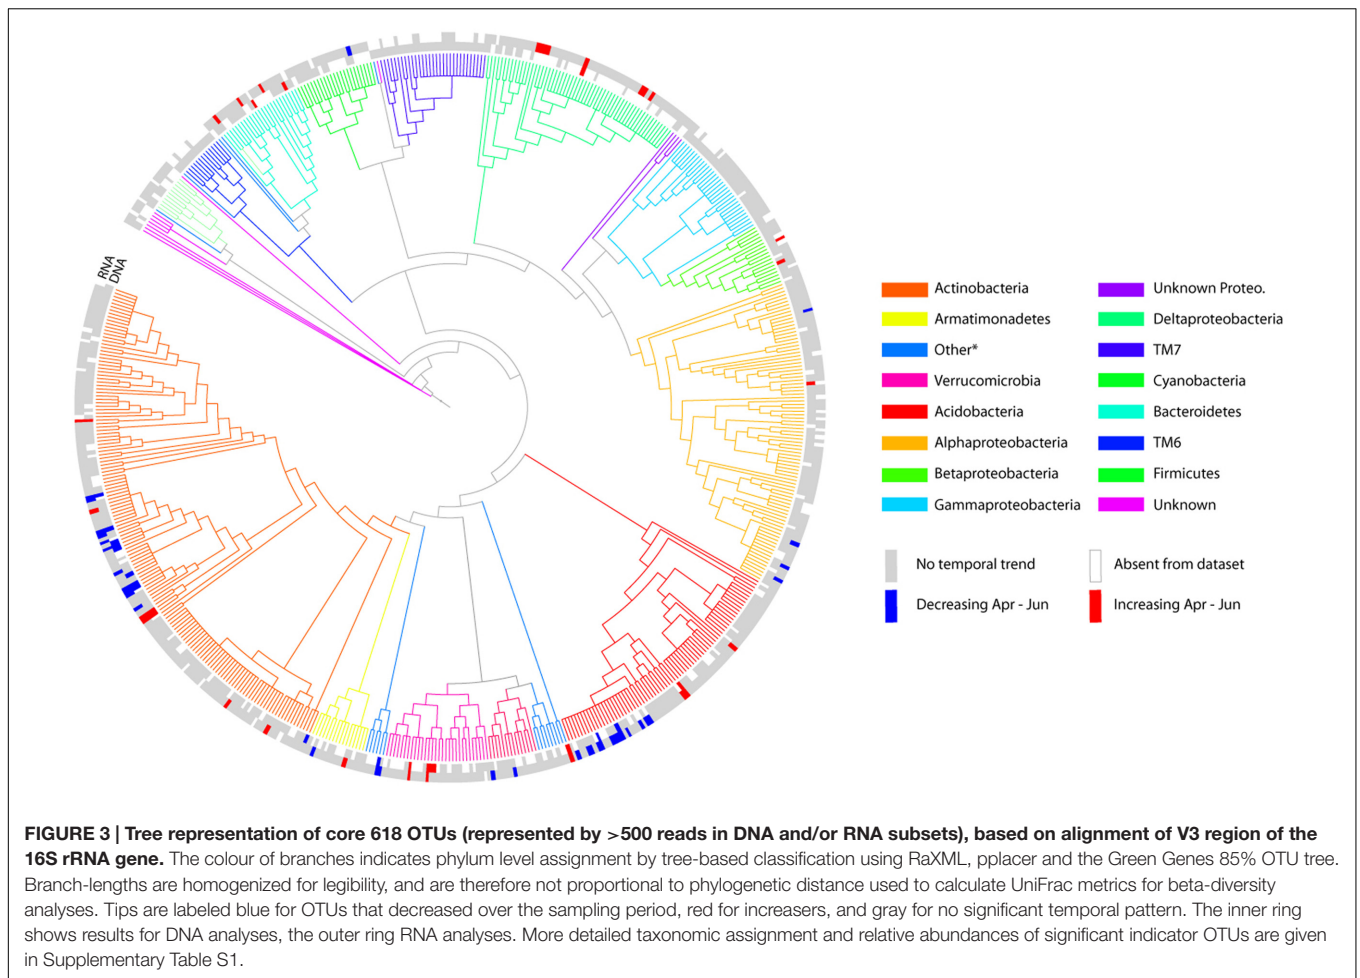 RNA
DNA
Actinobacteria
Armatimonadetes
Other*
Verrucomicrobia
Acidobacteria
Alphaproteobacteria
Betaproteobacteria
Gammaproteobacteria
Unknown Proteo.
Deltaproteobacteria
TM7
Cyanobacteria
Bacteroidetes
TM6
Firmicutes
Unknown
No temporal trend
Decreasing Apr - Jun
Absent from dataset
Increasing Apr - Jun
FIGURE 3 | Tree representation of core 618 OTUs (represented by >500 reads in DNA and/or RNA subsets), based on alignment of V3 region of the
16S rRNA gene. The colour of branches indicates phylum level assignment by tree-based classification using RaXML, pplacer and the Green Genes 85% OTU tree.
Branch-lengths are homogenized for legibility, and are therefore not proportional to phylogenetic distance used to calculate UniFrac metrics for beta-diversity
analyses. Tips are labeled blue for OTUs that decreased over the sampling period, red for increasers, and gray for no significant temporal pattern. The inner ring
shows results for DNA analyses, the outer ring RNA analyses. More detailed taxonomic assignment and relative abundances of significant indicator OTUs are given
in Supplementary Table S1.